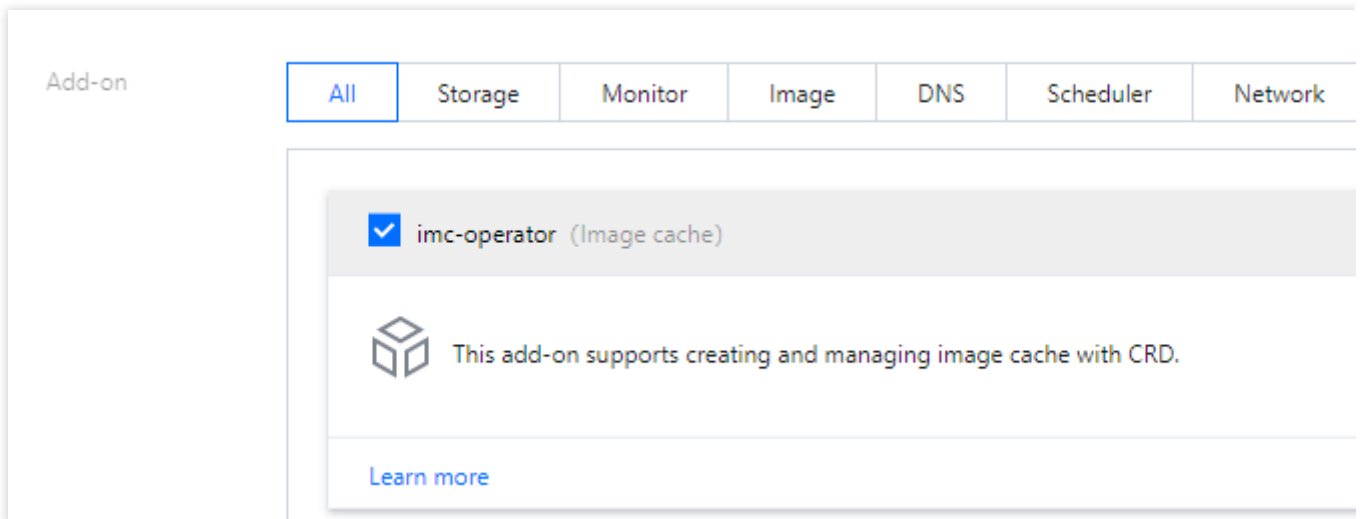 Add-on
All Storage Monitor Image DNS Scheduler Network
imc-operator (Image cache)
This add-on supports creating and managing image cache with CRD.
Learn more